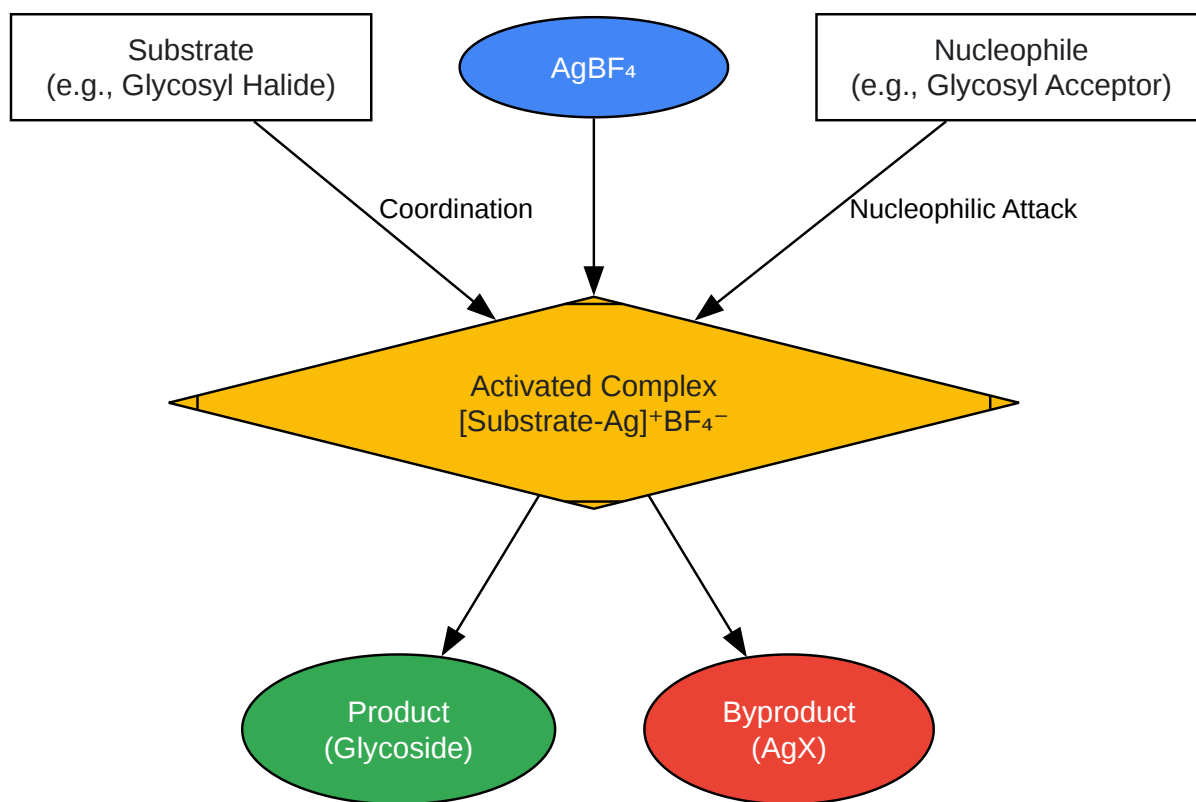 Substrate
(e.g., Glycosyl Halide)
AgBF₄
Nucleophile
(e.g., Glycosyl Acceptor)
Coordination
Nucleophilic Attack
Activated Complex
[Substrate-Ag]⁺BF₄⁻
Product
(Glycoside)
Byproduct
(AgX)